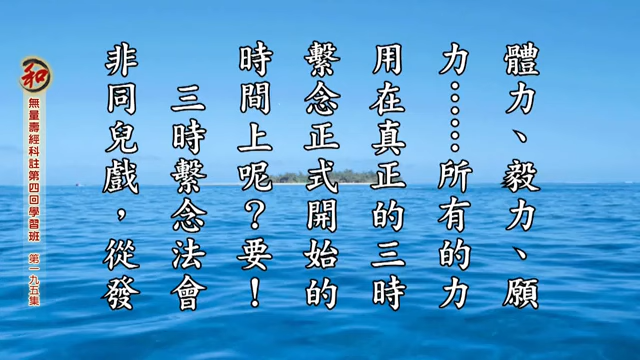 體力、毅力、願
力……所有的力
用在真正的三時
繫念正式開始的
時間上呢？要！
三時繫念法會
非同兒戲，從發
和
無量壽經科註第四回學習班 第一九五集